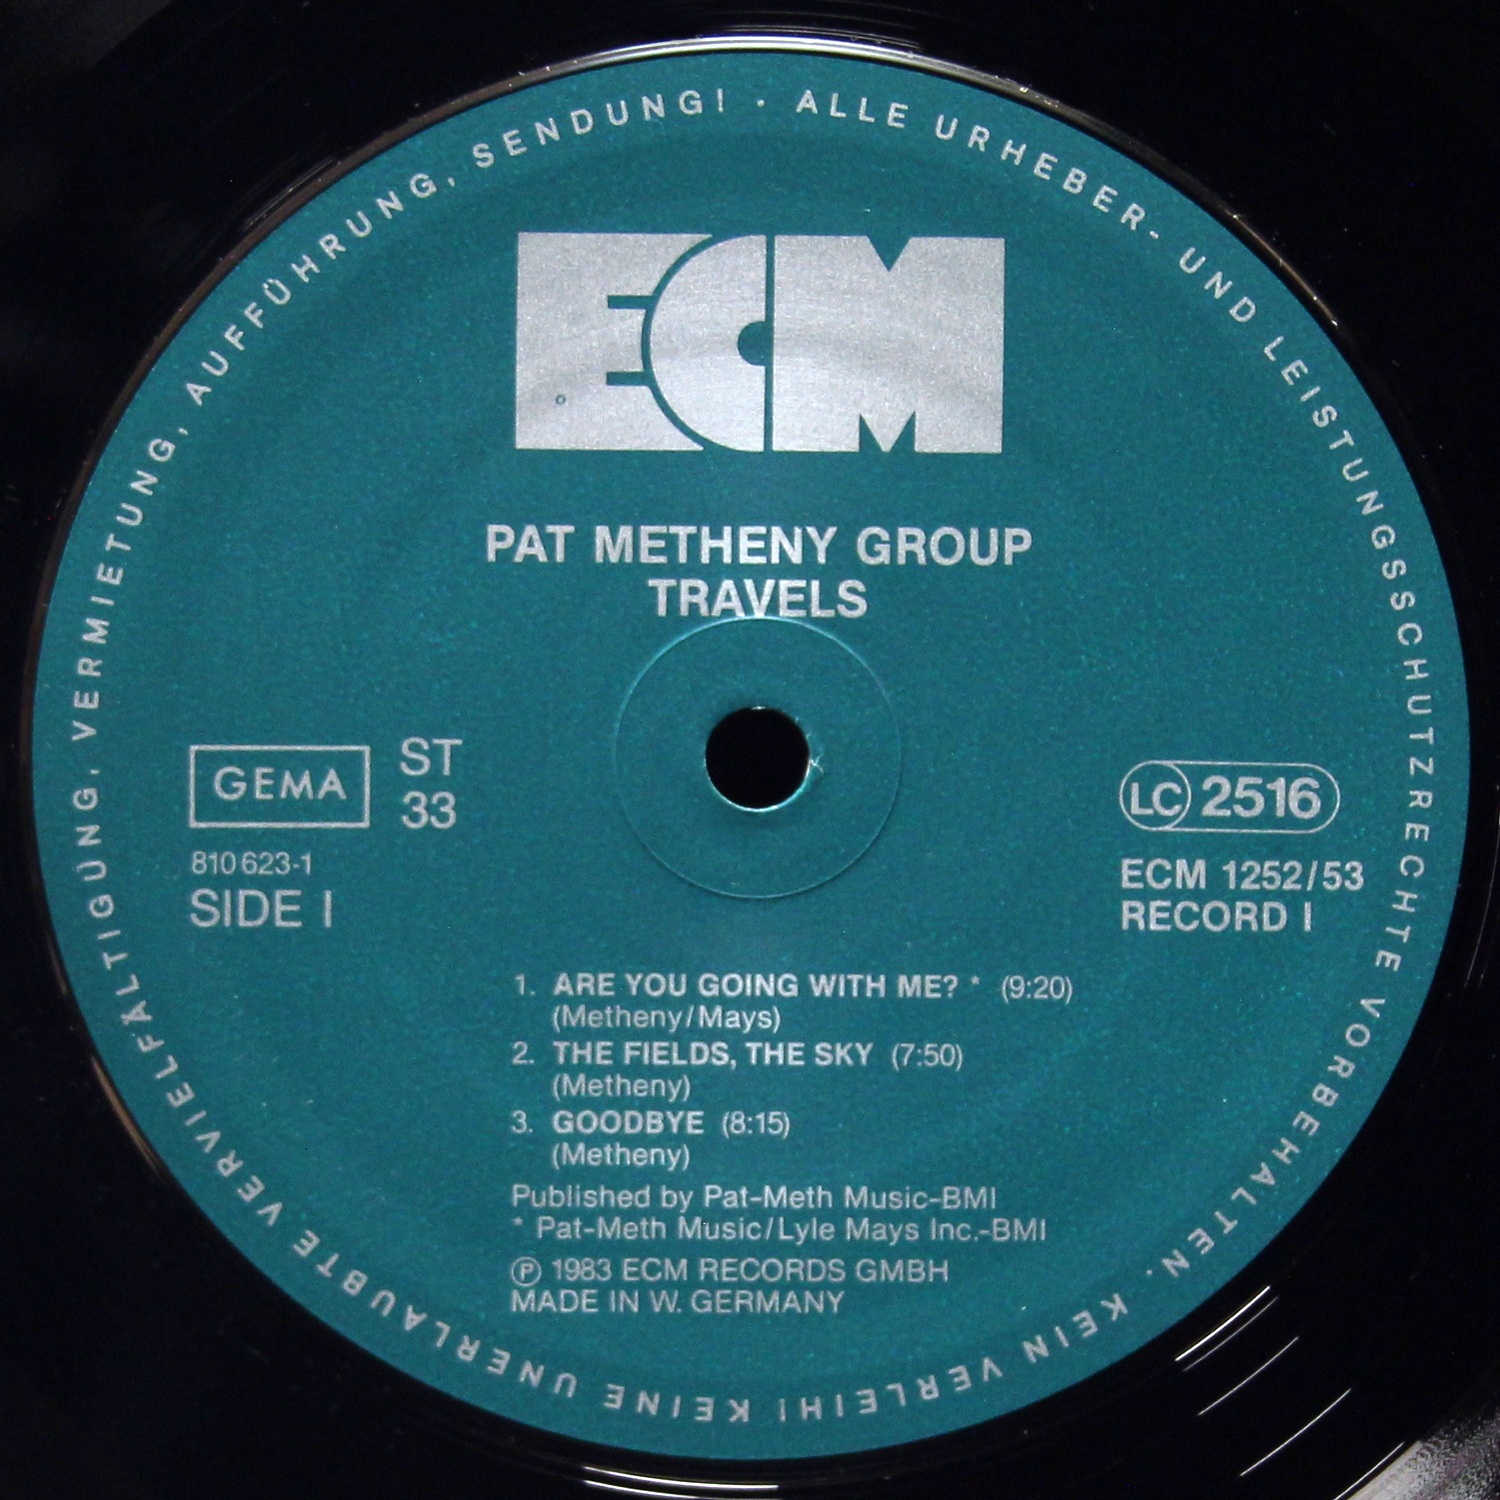 ALLE URHEBER- UND LEISTUNGSSCHUTZRECHTE VORBEHALTEN. KEIN VERLEIH! KEINE UNERLAUBTE VERVIELFÄLTIGUNG, VERMIETUNG, AUFFÜHRUNG, SENDUNG! ·
ECM
PAT METHENY GROUP
TRAVELS
GEMA
ST
33
810 623-1
SIDE I
LC 2516
ECM 1252/53
RECORD I
1. ARE YOU GOING WITH ME? * (9:20)
(Metheny/Mays)
2. THE FIELDS, THE SKY (7:50)
(Metheny)
3. GOODBYE (8:15)
(Metheny)
Published by Pat-Meth Music-BMI
* Pat-Meth Music/Lyle Mays Inc.-BMI
℗ 1983 ECM RECORDS GMBH
MADE IN W. GERMANY